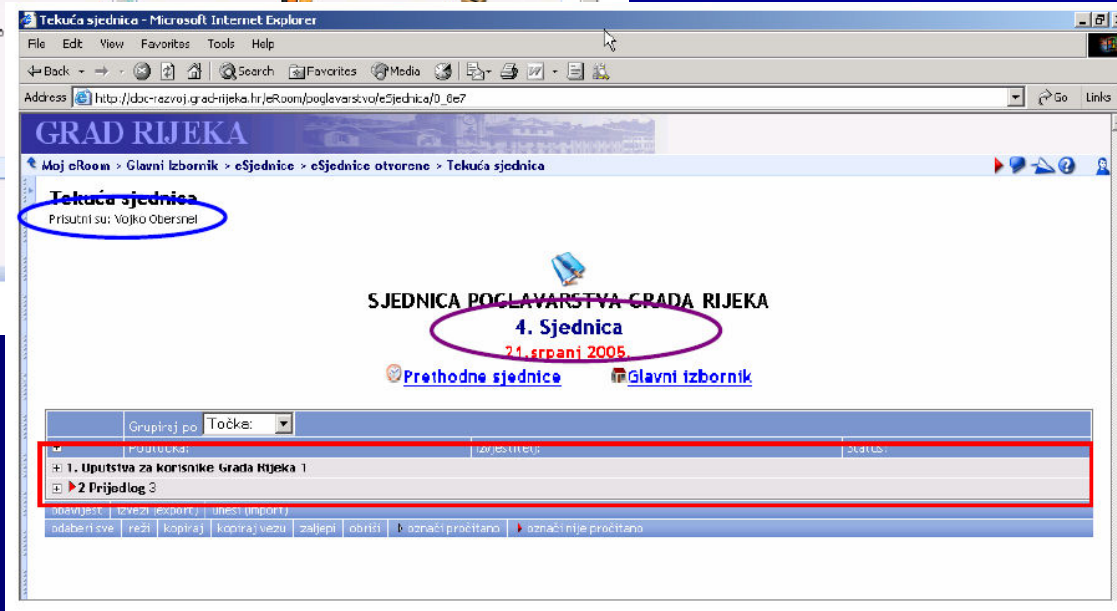 Tekuća sjednica - Microsoft Internet Explorer
File Edit View Favorites Tools Help
Back Search Favorites Media
Address http://doc-razvoj.grad-rijeka.hr/eRoom/poglavarstvo/eSjednica/0_8e7 Go Links
GRAD RIJEKA
Moj eRoom > Glavni Izbornik > eSjednice > eSjednice otvorene > Tekuća sjednica
Tekuća sjednica
Prisutni su: Vojko Obersnel
SJEDNICA POGLAVARSTVA GRADA RIJEKA
4. Sjednica
21.srpanj 2005.
Prethodne sjednice Glavni izbornik
Grupiraj po Točka:
Podtočka: Izvjestitelj: Status:
1. Uputstva za korisnike Grada Rijeka 1
2 Prijedlog 3
obavijest izvezi (export) unesi (import)
odaberi sve reži kopiraj kopiraj vezu zaljepi obriši označi pročitano označi nije pročitano